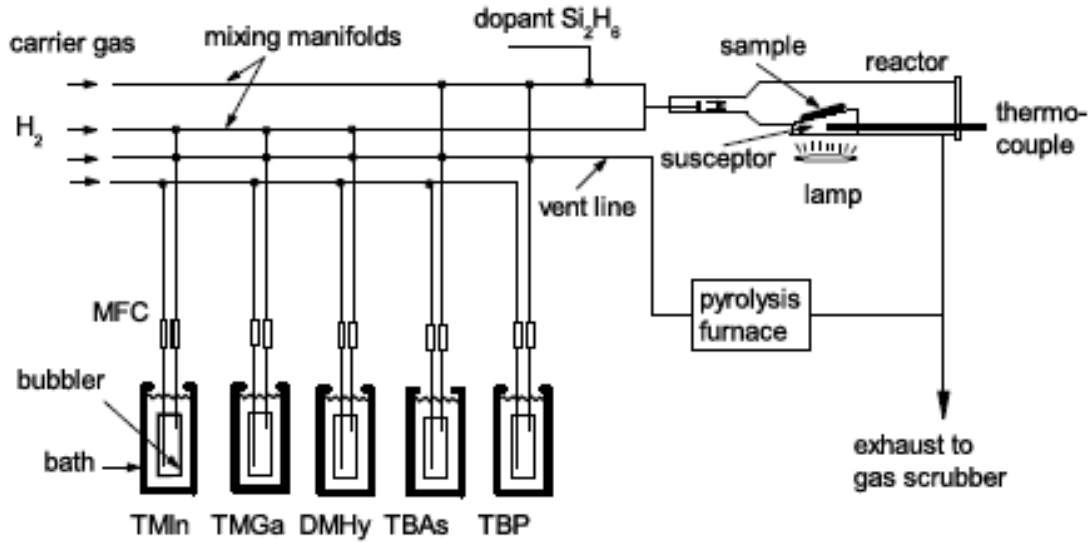 dopant Si2H6
carrier gas
mixing manifolds
sample
reactor
H2
thermo-
couple
susceptor
vent line
lamp
MFC
pyrolysis
furnace
bubbler
bath
exhaust to
gas scrubber
TMIn
TMGa
DMHy
TBAs
TBP